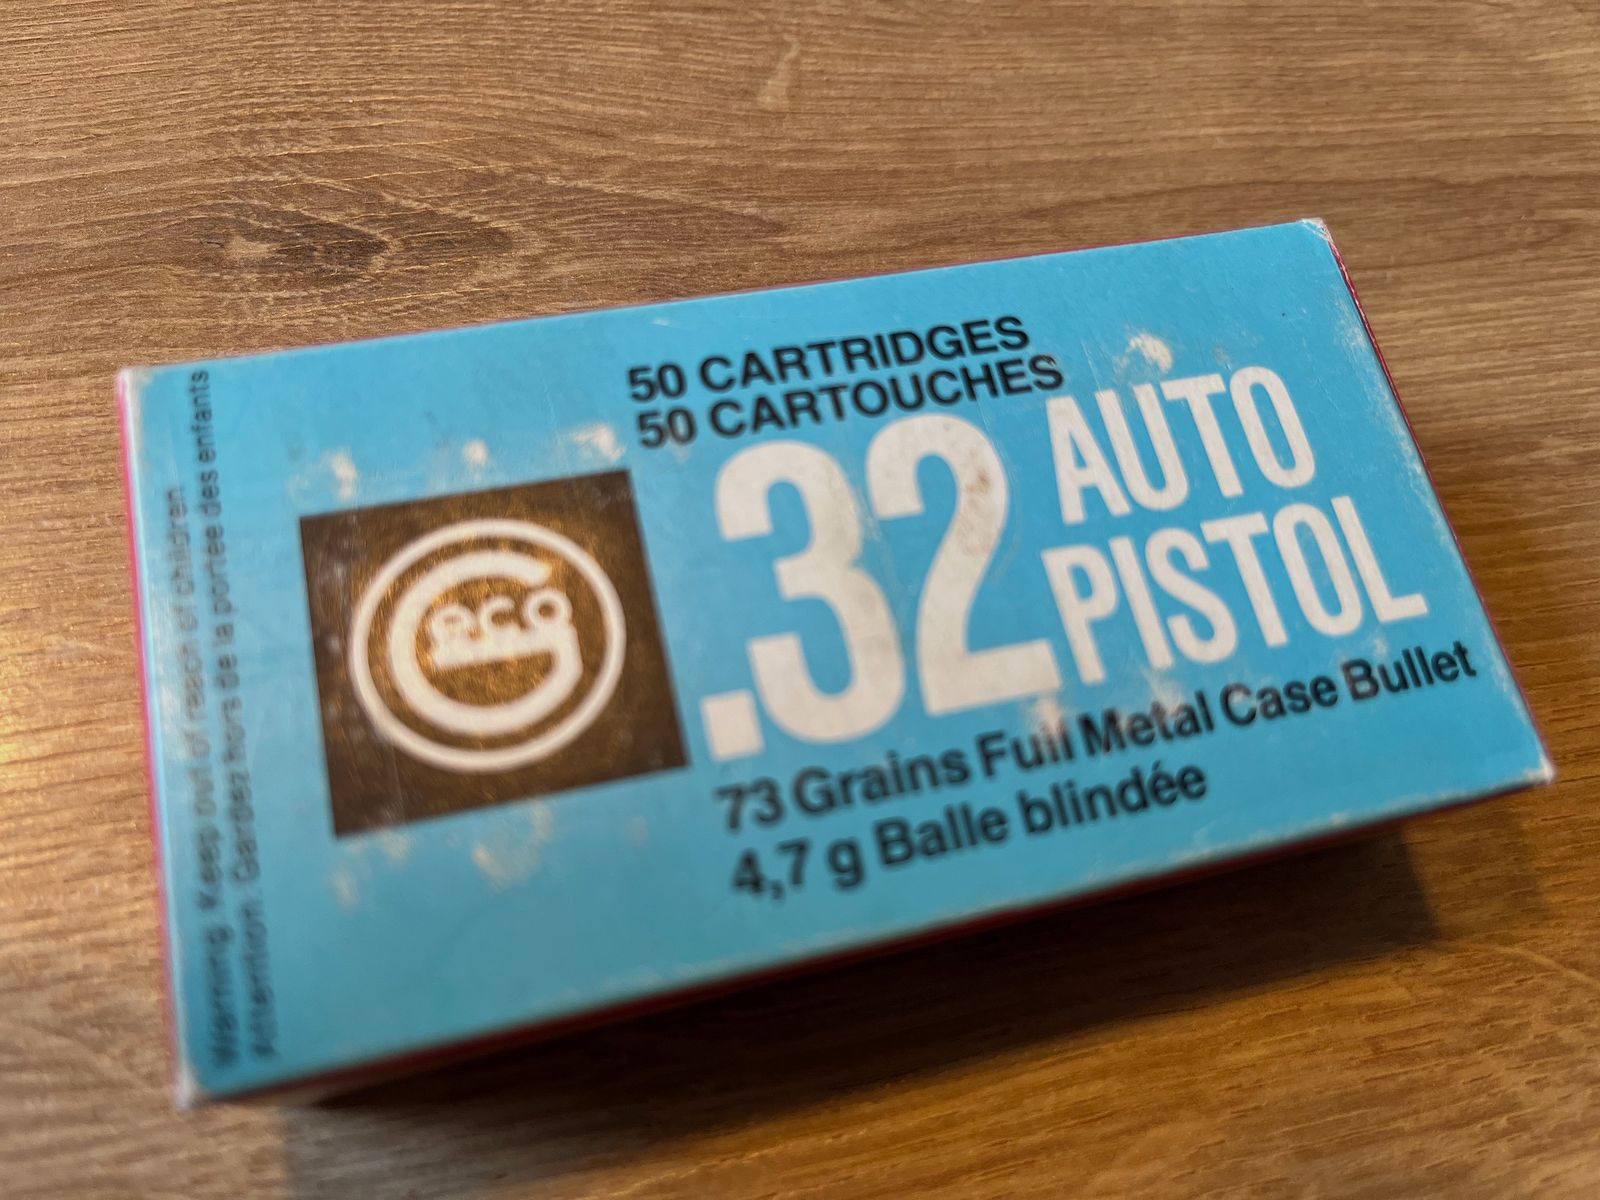 50 CARTRIDGES
50 CARTOUCHES
.32 AUTO
PISTOL
73 Grains Full Metal Case Bullet
4,7 g Balle blindée
Geco
Warning. Keep out of reach of children
Attention. Gardez hors de la portée des enfants